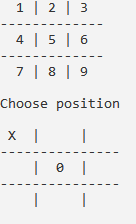 1 | 2 | 3
-------------
4 | 5 | 6
-------------
7 | 8 | 9
Choose position
X |   |
---------------
  | 0 |
---------------
  |   |